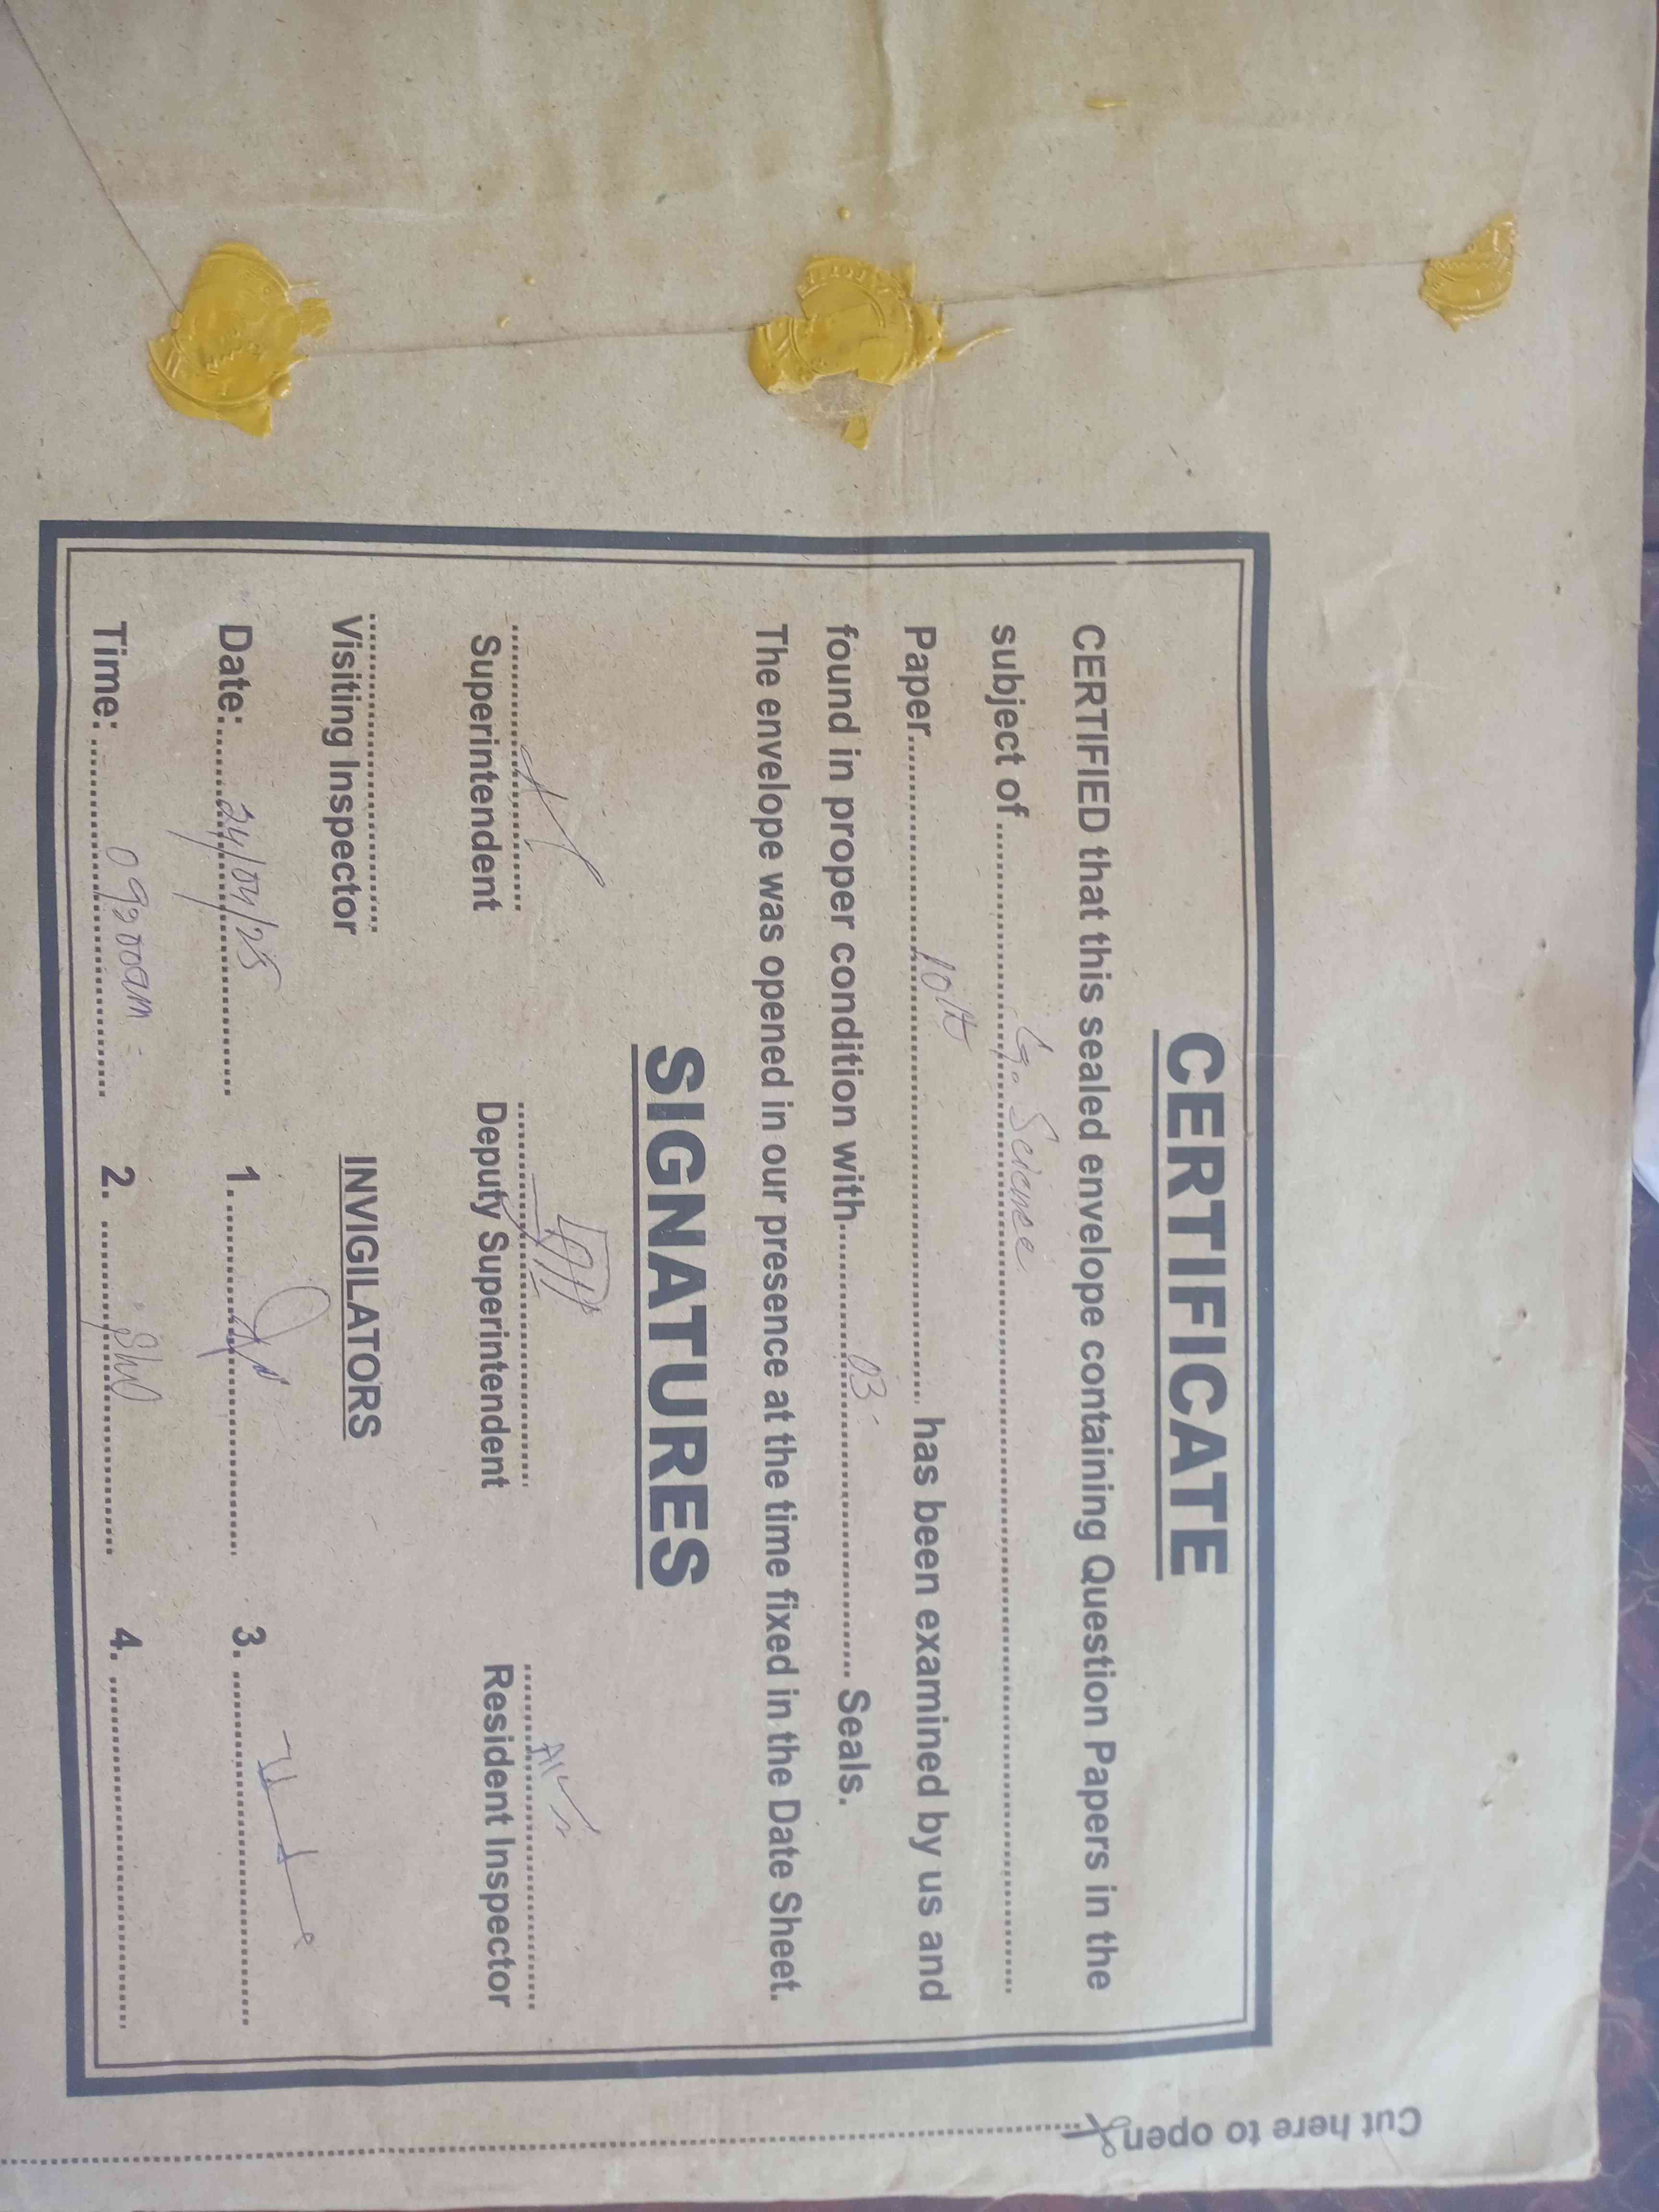 CERTIFICATE
CERTIFIED that this sealed envelope containing Question Papers in the
subject of G. Science
Paper 10th has been examined by us and
found in proper condition with 03 Seals.
The envelope was opened in our presence at the time fixed in the Date Sheet.
SIGNATURES
Superintendent Deputy Superintendent Resident Inspector
Visiting Inspector INVIGILATORS
Date: 24/04/25 1. 3.
Time: 09:00am 2. 4.
Cut here to open